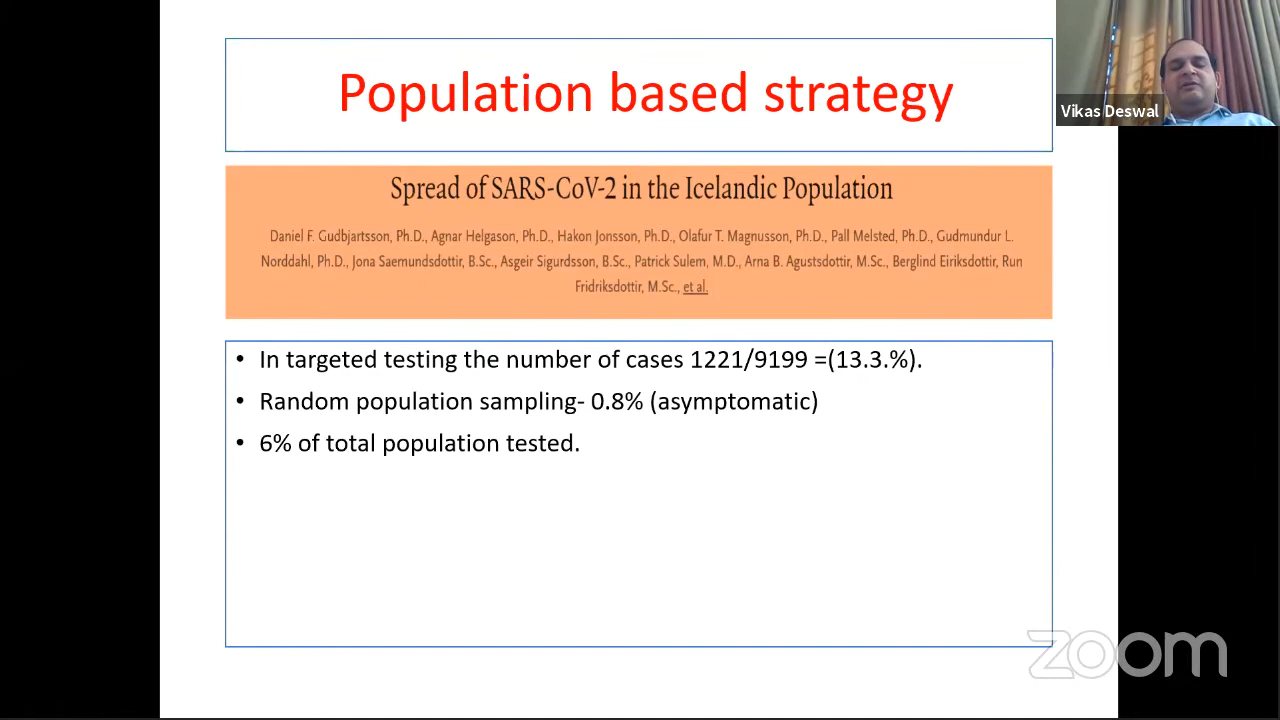 Population based strategy
Vikas Deswal
Spread of SARS-CoV-2 in the Icelandic Population
Daniel F. Gudbjartsson, Ph.D., Agnar Helgason, Ph.D., Hakon Jonsson, Ph.D., Olafur T. Magnusson, Ph.D., Pall Melsted, Ph.D., Gudmundur L.
Norddahl, Ph.D., Jona Saemundsdottir, B.Sc., Asgeir Sigurdsson, B.Sc., Patrick Sulem, M.D., Arna B. Agustsdottir, M.Sc., Berglind Eiriksdottir, Run
Fridriksdottir, M.Sc., et al.
• In targeted testing the number of cases 1221/9199 =(13.3.%).
• Random population sampling- 0.8% (asymptomatic)
• 6% of total population tested.
zoom